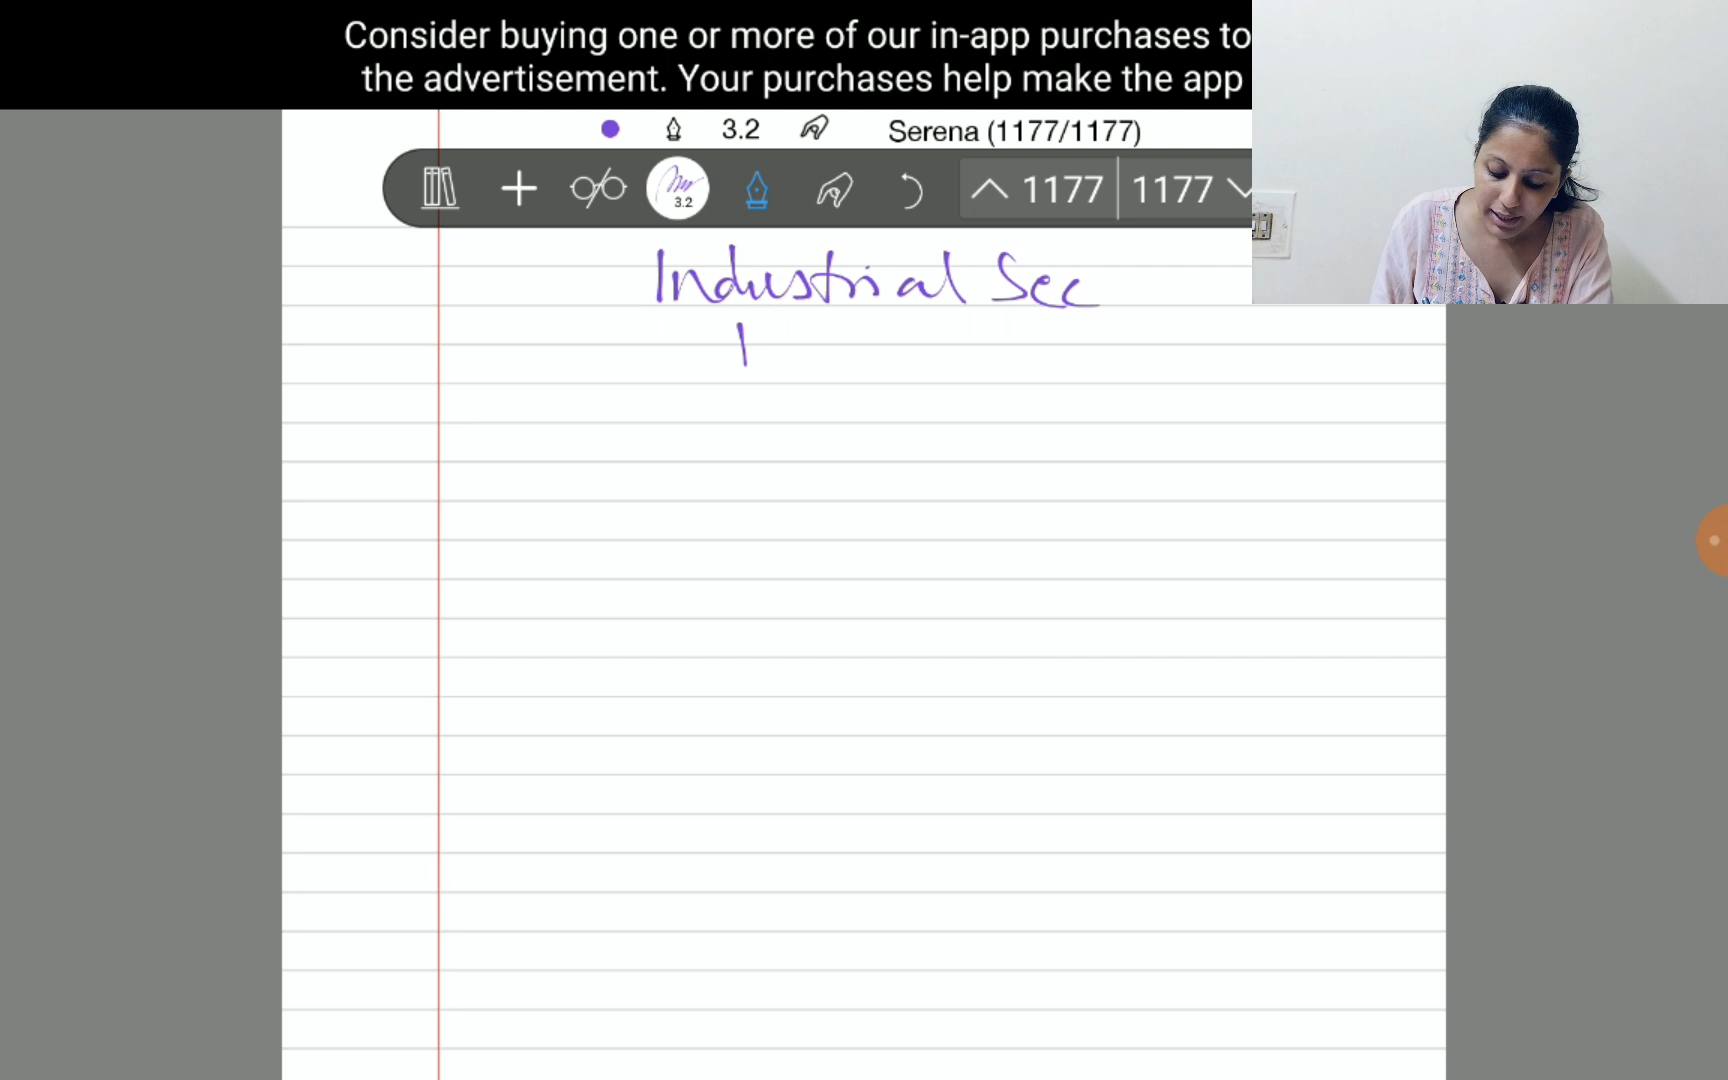 Consider buying one or more of our in-app purchases to
the advertisement. Your purchases help make the app
3.2 Serena (1177/1177)
3.2 1177 1177
Industrial Sec